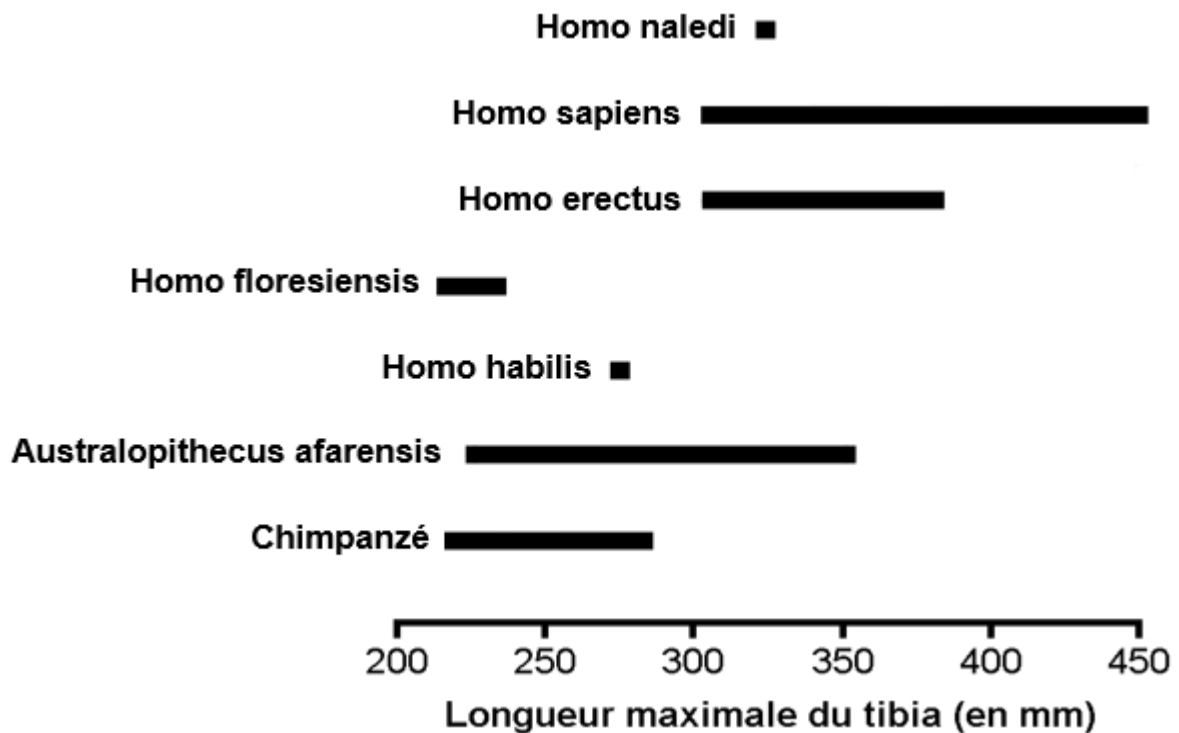 Homo naledi
Homo sapiens
Homo erectus
Homo floresiensis
Homo habilis
Australopithecus afarensis
Chimpanzé
200 250 300 350 400 450
Longueur maximale du tibia (en mm)